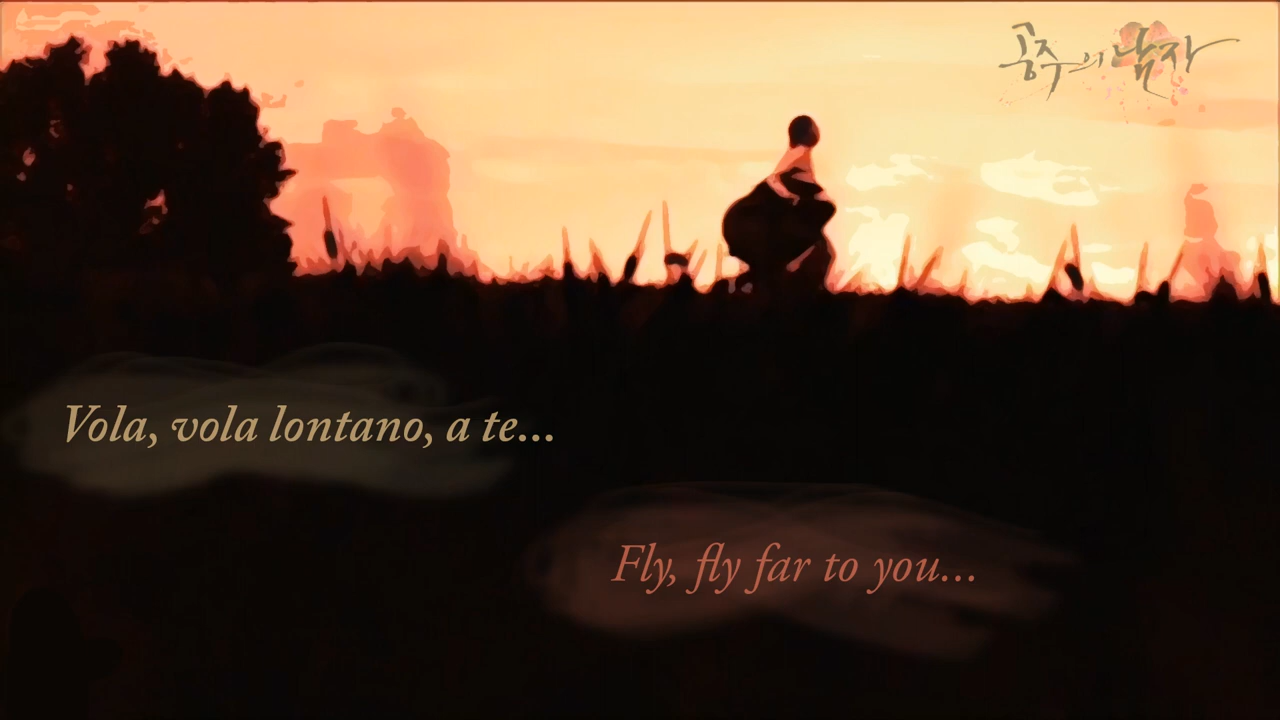 공주의 남자
Vola, vola lontano, a te...
Fly, fly far to you...